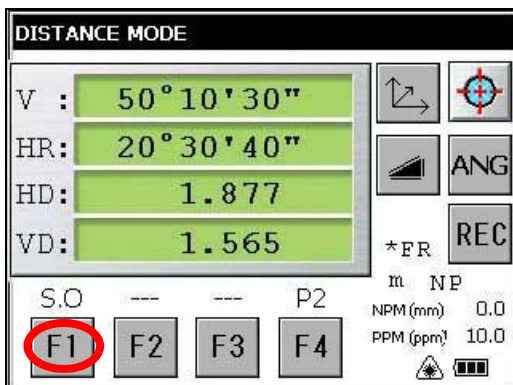 DISTANCE MODE
V : 50°10'30"
HR: 20°30'40"
HD: 1.877
VD: 1.565
ANG
REC
*FR
m NP
NPM (mm) 0.0
PPM (ppm) 10.0
S.O --- --- P2
F1 F2 F3 F4